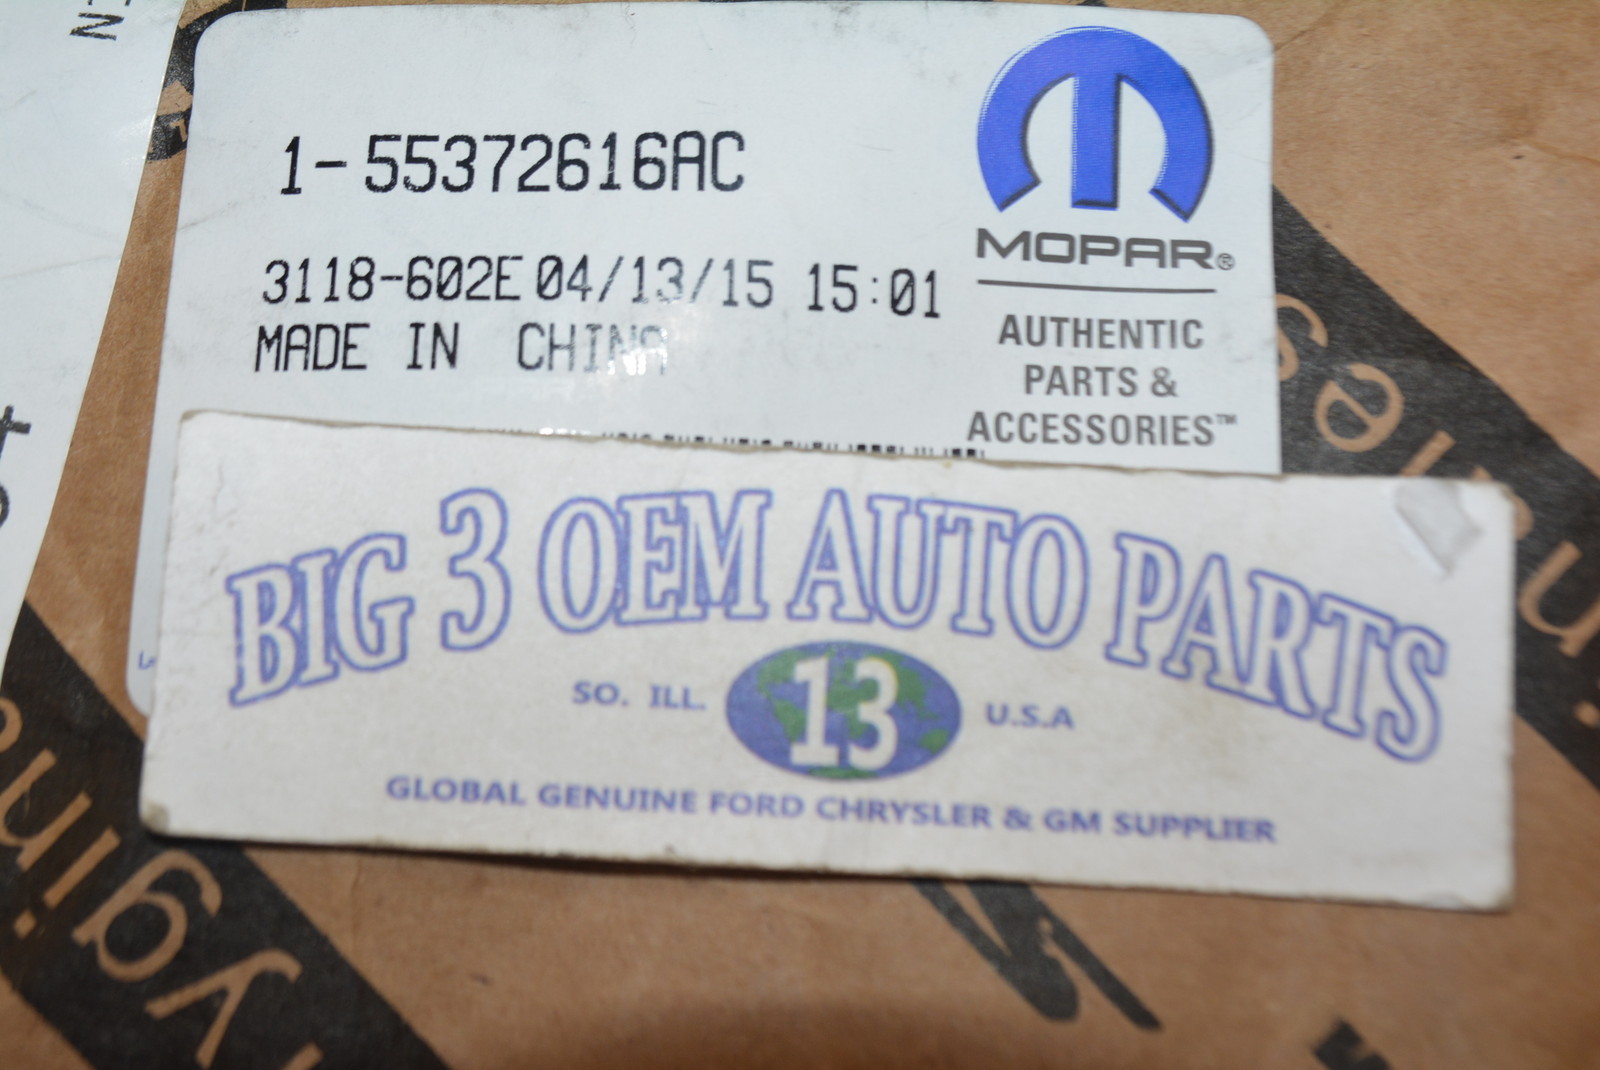 1-55372616AC
3118-602E 04/13/15 15:01
MADE IN CHINA
MOPAR®
AUTHENTIC
PARTS &
ACCESSORIES™
BIG 3 OEM AUTO PARTS
SO. ILL. 13 U.S.A
GLOBAL GENUINE FORD CHRYSLER & GM SUPPLIER